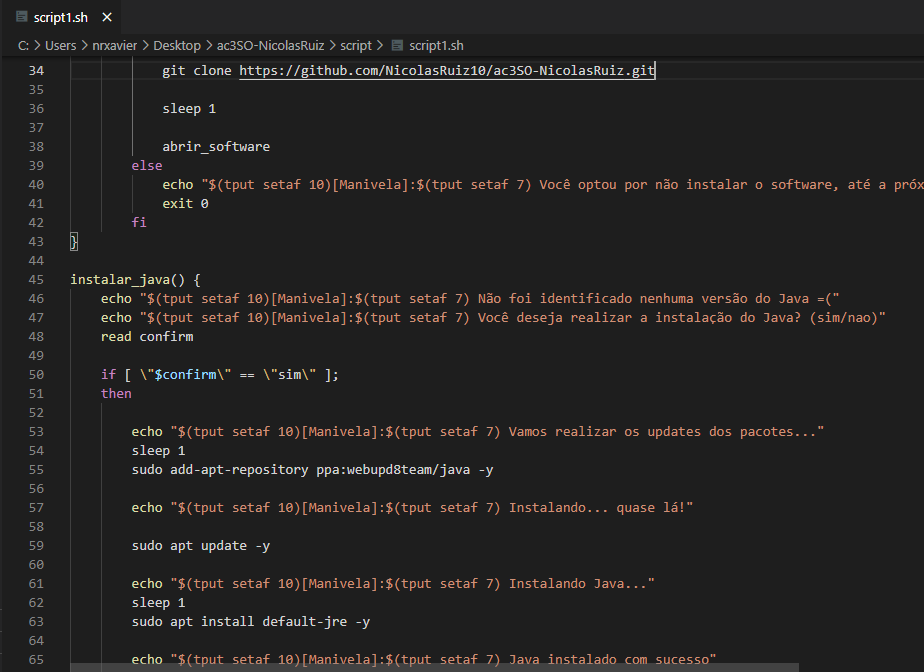 script1.sh
C: > Users > nrxavier > Desktop > ac3SO-NicolasRuiz > script > script1.sh
34 git clone https://github.com/NicolasRuiz10/ac3SO-NicolasRuiz.git
35
36 sleep 1
37
38 abrir_software
39 else
40 echo "$(tput setaf 10)[Manivela]:$(tput setaf 7) Você optou por não instalar o software, até a próx
41 exit 0
42 fi
43 }
44
45 instalar_java() {
46 echo "$(tput setaf 10)[Manivela]:$(tput setaf 7) Não foi identificado nenhuma versão do Java =("
47 echo "$(tput setaf 10)[Manivela]:$(tput setaf 7) Você deseja realizar a instalação do Java? (sim/nao)"
48 read confirm
49
50 if [ \"$confirm\" == \"sim\" ];
51 then
52
53 echo "$(tput setaf 10)[Manivela]:$(tput setaf 7) Vamos realizar os updates dos pacotes..."
54 sleep 1
55 sudo add-apt-repository ppa:webupd8team/java -y
56
57 echo "$(tput setaf 10)[Manivela]:$(tput setaf 7) Instalando... quase lá!"
58
59 sudo apt update -y
60
61 echo "$(tput setaf 10)[Manivela]:$(tput setaf 7) Instalando Java..."
62 sleep 1
63 sudo apt install default-jre -y
64
65 echo "$(tput setaf 10)[Manivela]:$(tput setaf 7) Java instalado com sucesso"